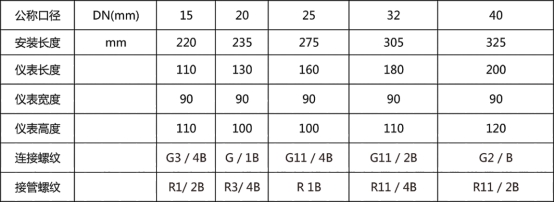 公称口径 DN(mm) 15 20 25 32 40
安装长度 mm 220 235 275 305 325
仪表长度 110 130 160 180 200
仪表宽度 90 90 90 90 90
仪表高度 110 100 100 110 120
连接螺纹 G3 / 4B G / 1B G11 / 4B G11 / 2B G2 / B
接管螺纹 R1/ 2B R3/ 4B R 1B R11 / 4B R11 / 2B